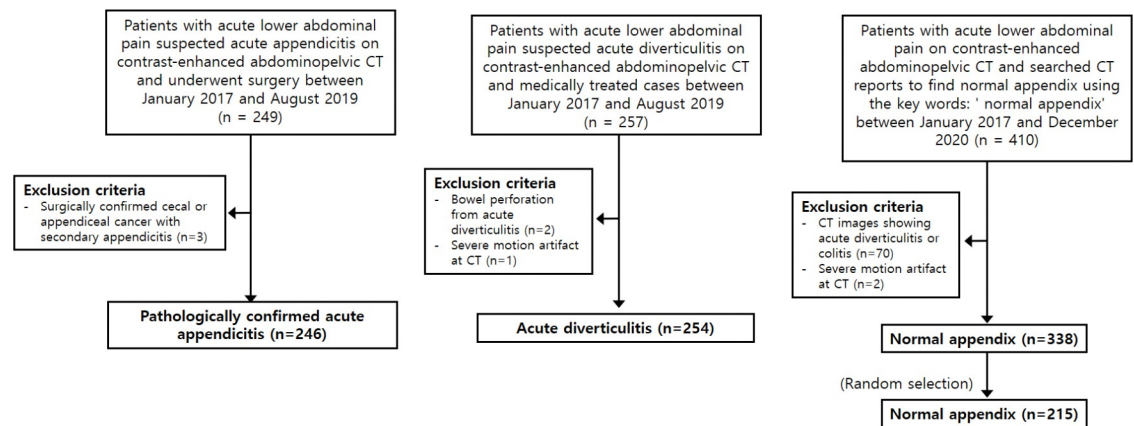 Patients with acute lower abdominal
pain suspected acute appendicitis on
contrast-enhanced abdominopelvic CT
and underwent surgery between
January 2017 and August 2019
(n = 249)
Exclusion criteria
- Surgically confirmed cecal or
appendiceal cancer with
secondary appendicitis (n=3)
Pathologically confirmed acute
appendicitis (n=246)
Patients with acute lower abdominal
pain suspected acute diverticulitis on
contrast-enhanced abdominopelvic CT
and medically treated cases between
January 2017 and August 2019
(n = 257)
Exclusion criteria
- Bowel perforation
from acute
diverticulitis (n=2)
- Severe motion artifact
at CT (n=1)
Acute diverticulitis (n=254)
Patients with acute lower abdominal
pain on contrast-enhanced
abdominopelvic CT and searched CT
reports to find normal appendix using
the key words: ' normal appendix'
between January 2017 and December
2020 (n = 410)
Exclusion criteria
- CT images showing
acute diverticulitis or
colitis (n=70)
- Severe motion artifact
at CT (n=2)
Normal appendix (n=338)
(Random selection)
Normal appendix (n=215)